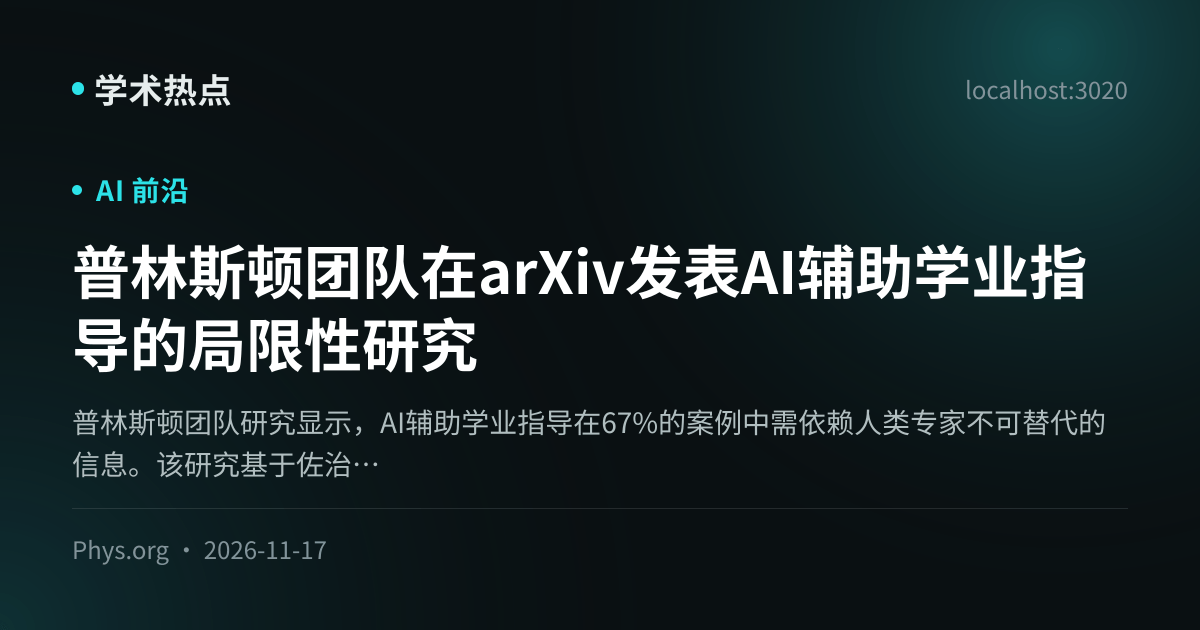 学术热点
localhost:3020
AI 前沿
普林斯顿团队在arXiv发表AI辅助学业指
导的局限性研究
普林斯顿团队研究显示，AI辅助学业指导在67%的案例中需依赖人类专家不可替代的
信息。该研究基于佐治…
Phys.org · 2026-11-17